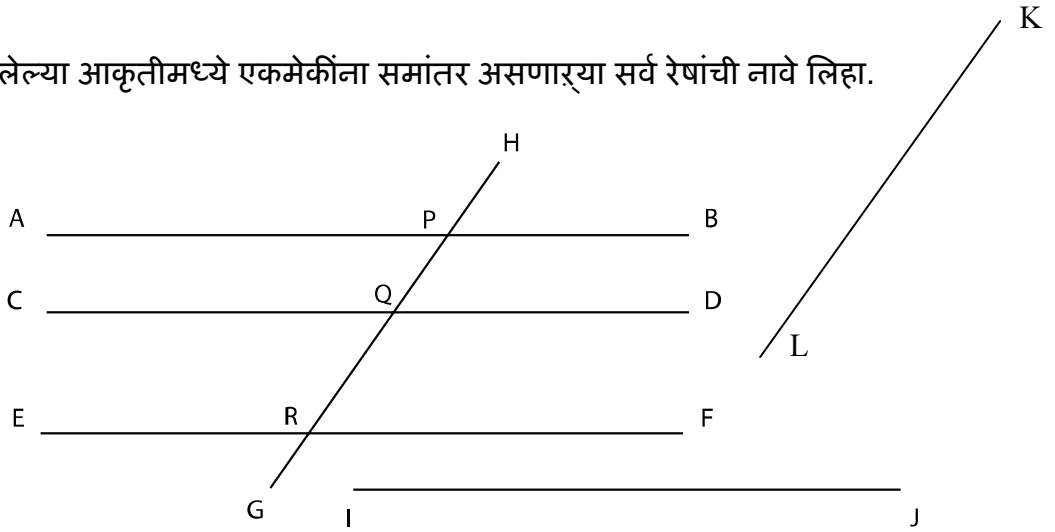 K
लेल्या आकृतीमध्ये एकमेकींना समांतर असणाऱ्या सर्व रेषांची नावे लिहा.
H
A P B
C Q D
L
E R F
G I J